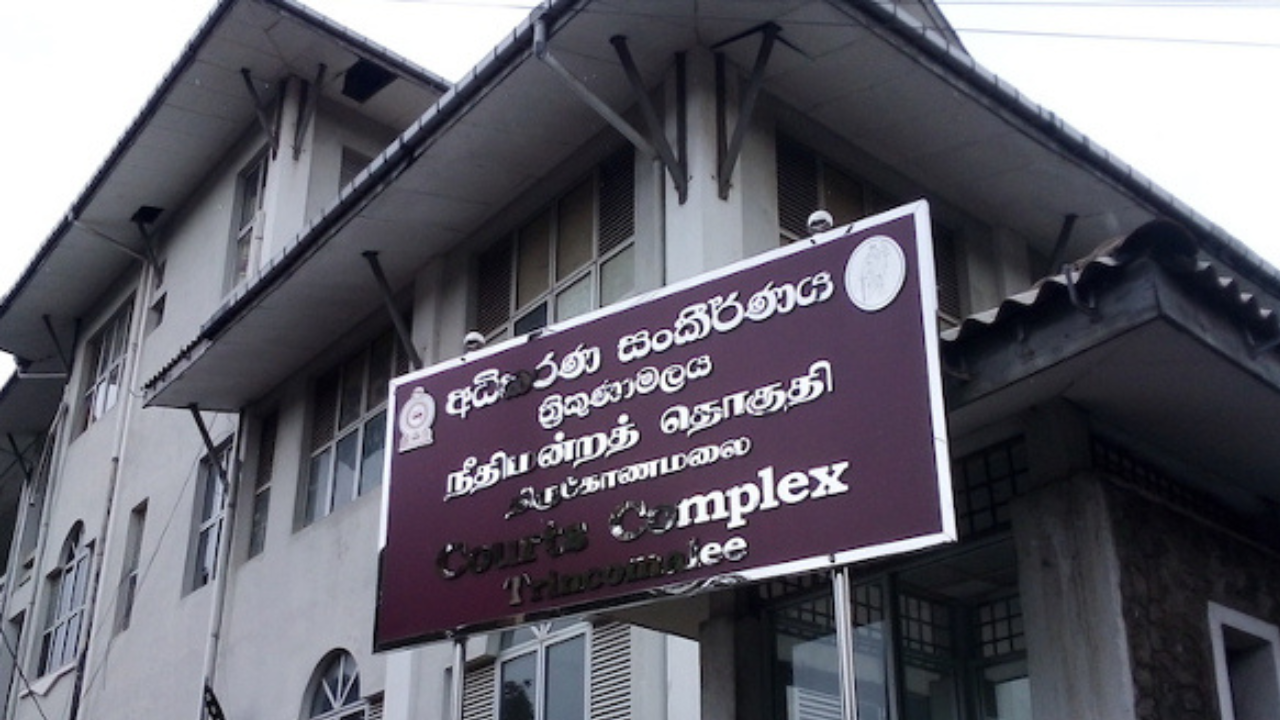 අධිකරණ සංකීර්ණය
ත්‍රිකුණාමලය
நீதிமன்றத் தொகுதி
திருகோணமலை
Courts Complex
Trincomalee